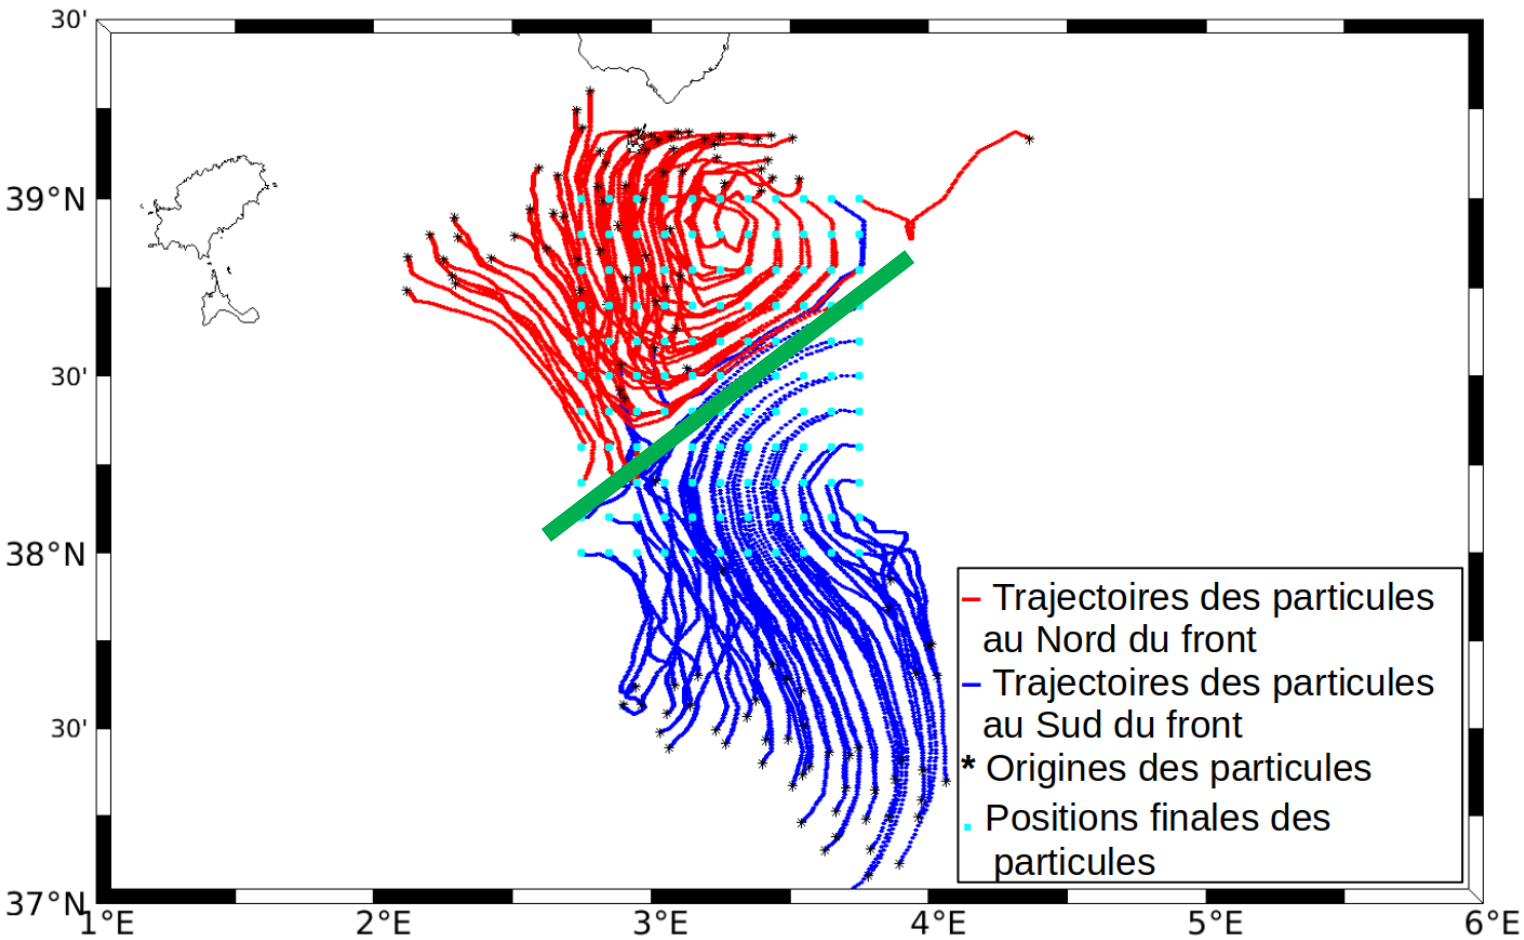 30'
39°N
30'
38°N
30'
37°N
1°E 2°E 3°E 4°E 5°E 6°E
Trajectoires des particules
au Nord du front
Trajectoires des particules
au Sud du front
* Origines des particules
Positions finales des
particules